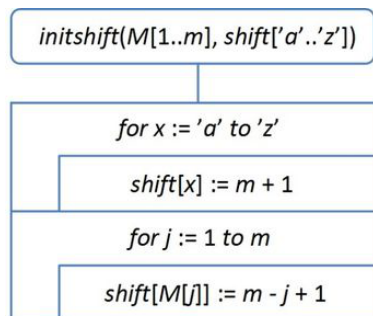 initshift(M[1..m], shift['a'..'z'])
for x := 'a' to 'z'
shift[x] := m + 1
for j := 1 to m
shift[M[j]] := m - j + 1